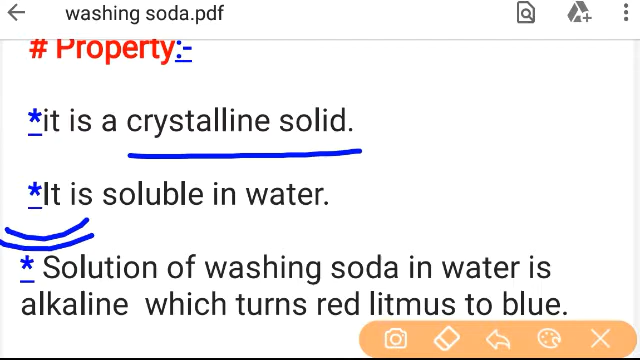 washing soda.pdf
# Property:-
*it is a crystalline solid.
*It is soluble in water.
* Solution of washing soda in water is
alkaline which turns red litmus to blue.